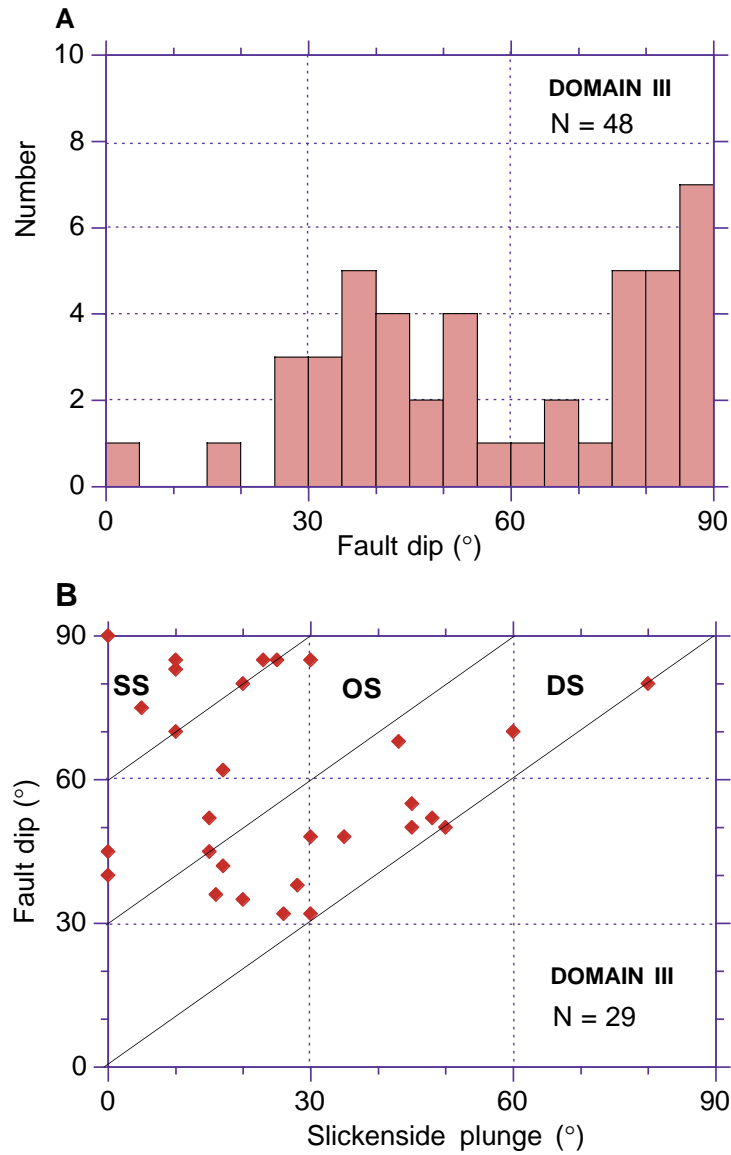 A
10
8
6
4
2
0
Number
DOMAIN III
N = 48
0 30 60 90
Fault dip (°)
B
90
60
30
0
Fault dip (°)
SS OS DS
DOMAIN III
N = 29
0 30 60 90
Slickenside plunge (°)